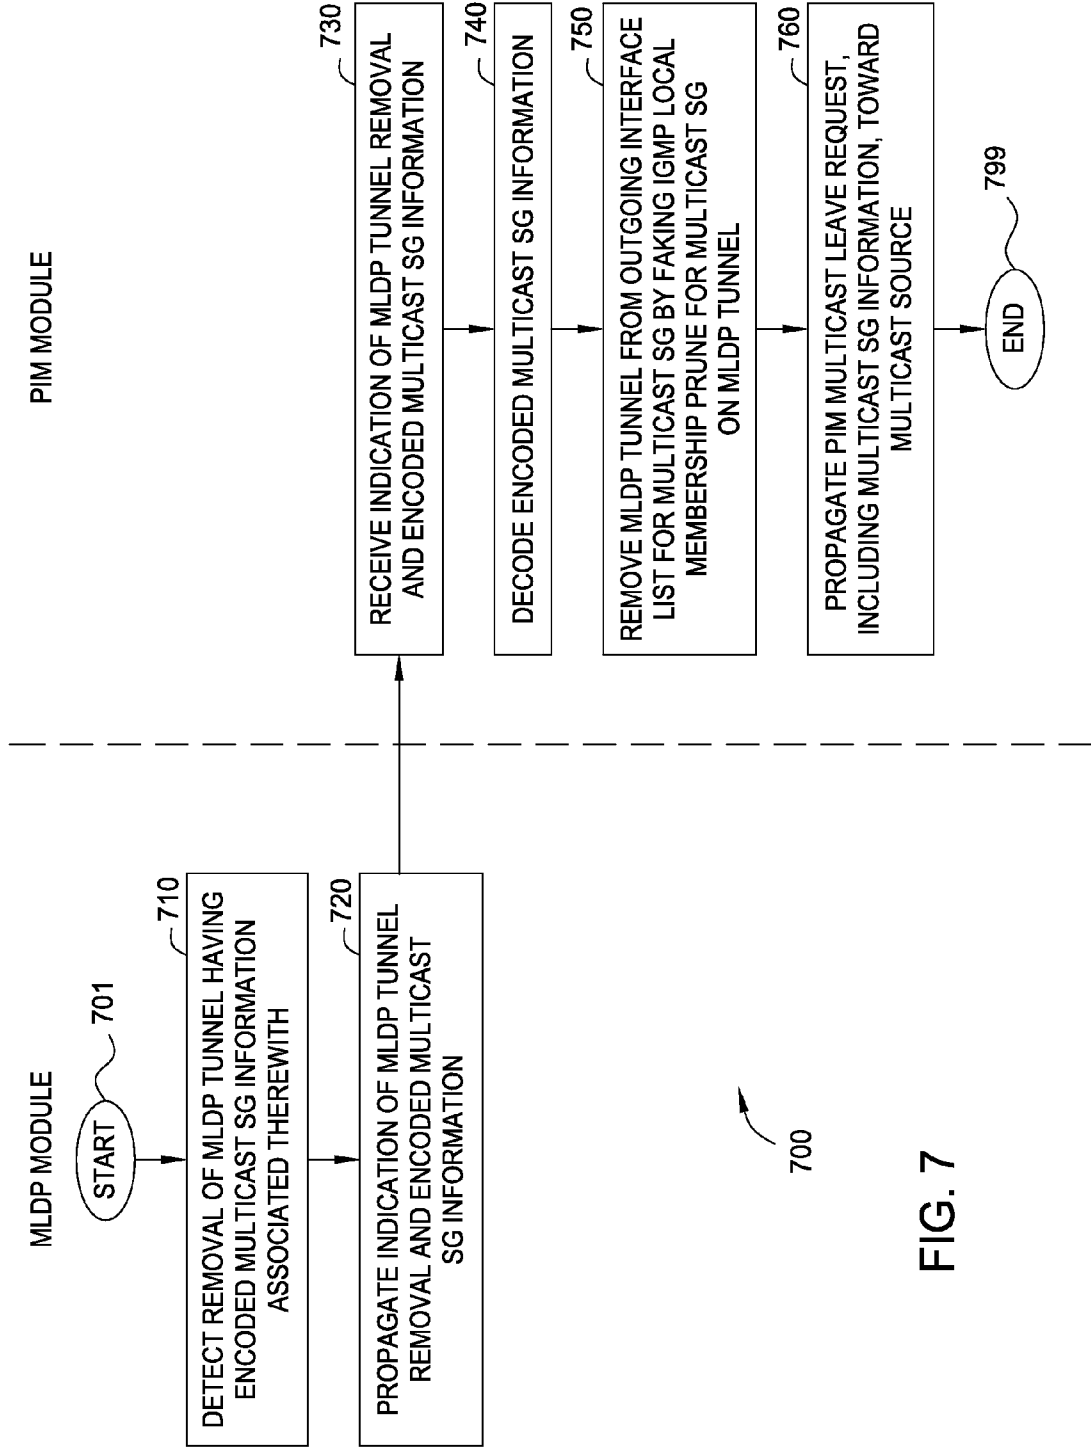 MLDP MODULE
START
701
710
DETECT REMOVAL OF MLDP TUNNEL HAVING
ENCODED MULTICAST SG INFORMATION
ASSOCIATED THEREWITH
720
PROPAGATE INDICATION OF MLDP TUNNEL
REMOVAL AND ENCODED MULTICAST
SG INFORMATION
PIM MODULE
730
RECEIVE INDICATION OF MLDP TUNNEL REMOVAL
AND ENCODED MULTICAST SG INFORMATION
740
DECODE ENCODED MULTICAST SG INFORMATION
750
REMOVE MLDP TUNNEL FROM OUTGOING INTERFACE
LIST FOR MULTICAST SG BY FAKING IGMP LOCAL
MEMBERSHIP PRUNE FOR MULTICAST SG
ON MLDP TUNNEL
760
PROPAGATE PIM MULTICAST LEAVE REQUEST,
INCLUDING MULTICAST SG INFORMATION, TOWARD
MULTICAST SOURCE
799
END
700
FIG. 7